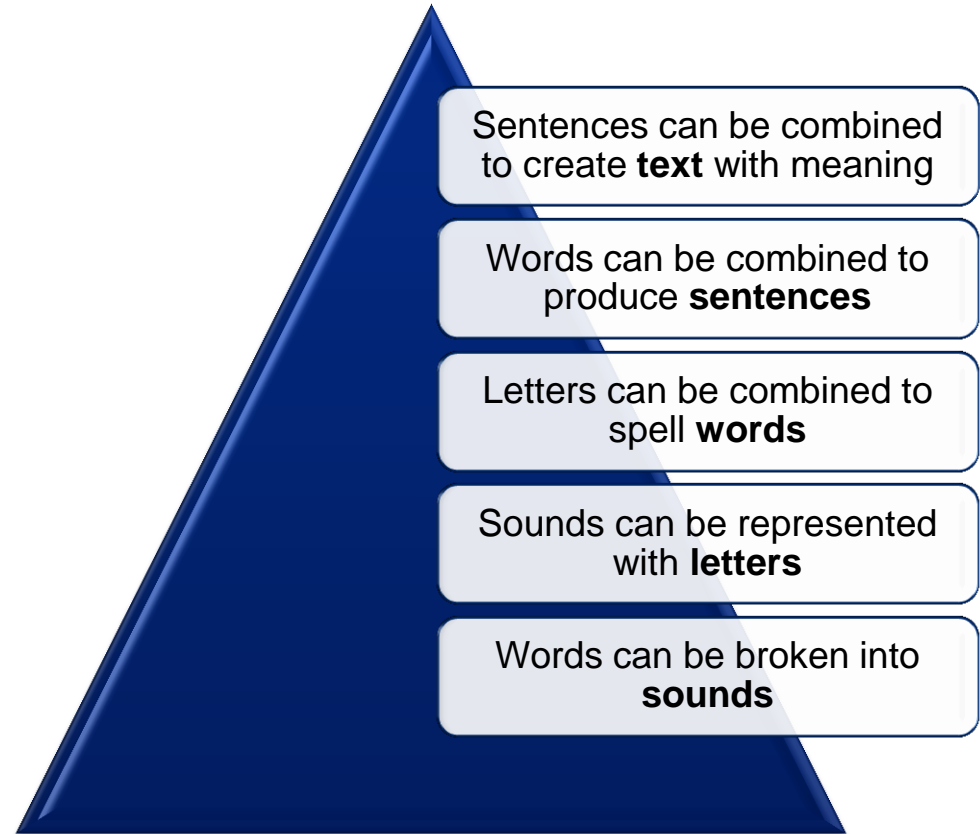 Sentences can be combined
to create text with meaning
Words can be combined to
produce sentences
Letters can be combined to
spell words
Sounds can be represented
with letters
Words can be broken into
sounds